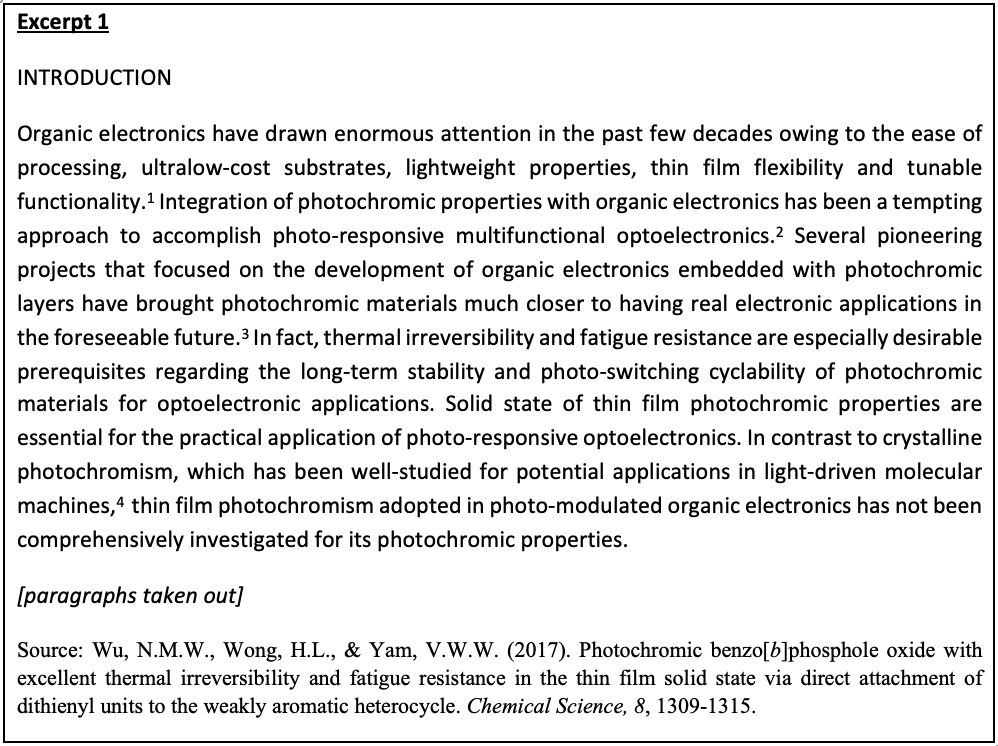 Excerpt 1
INTRODUCTION
Organic electronics have drawn enormous attention in the past few decades owing to the ease of
processing, ultralow-cost substrates, lightweight properties, thin film flexibility and tunable
functionality.¹ Integration of photochromic properties with organic electronics has been a tempting
approach to accomplish photo-responsive multifunctional optoelectronics.² Several pioneering
projects that focused on the development of organic electronics embedded with photochromic
layers have brought photochromic materials much closer to having real electronic applications in
the foreseeable future.³ In fact, thermal irreversibility and fatigue resistance are especially desirable
prerequisites regarding the long-term stability and photo-switching cyclability of photochromic
materials for optoelectronic applications. Solid state of thin film photochromic properties are
essential for the practical application of photo-responsive optoelectronics. In contrast to crystalline
photochromism, which has been well-studied for potential applications in light-driven molecular
machines,⁴ thin film photochromism adopted in photo-modulated organic electronics has not been
comprehensively investigated for its photochromic properties.
[paragraphs taken out]
Source: Wu, N.M.W., Wong, H.L., & Yam, V.W.W. (2017). Photochromic benzo[b]phosphole oxide with
excellent thermal irreversibility and fatigue resistance in the thin film solid state via direct attachment of
dithienyl units to the weakly aromatic heterocycle. Chemical Science, 8, 1309-1315.